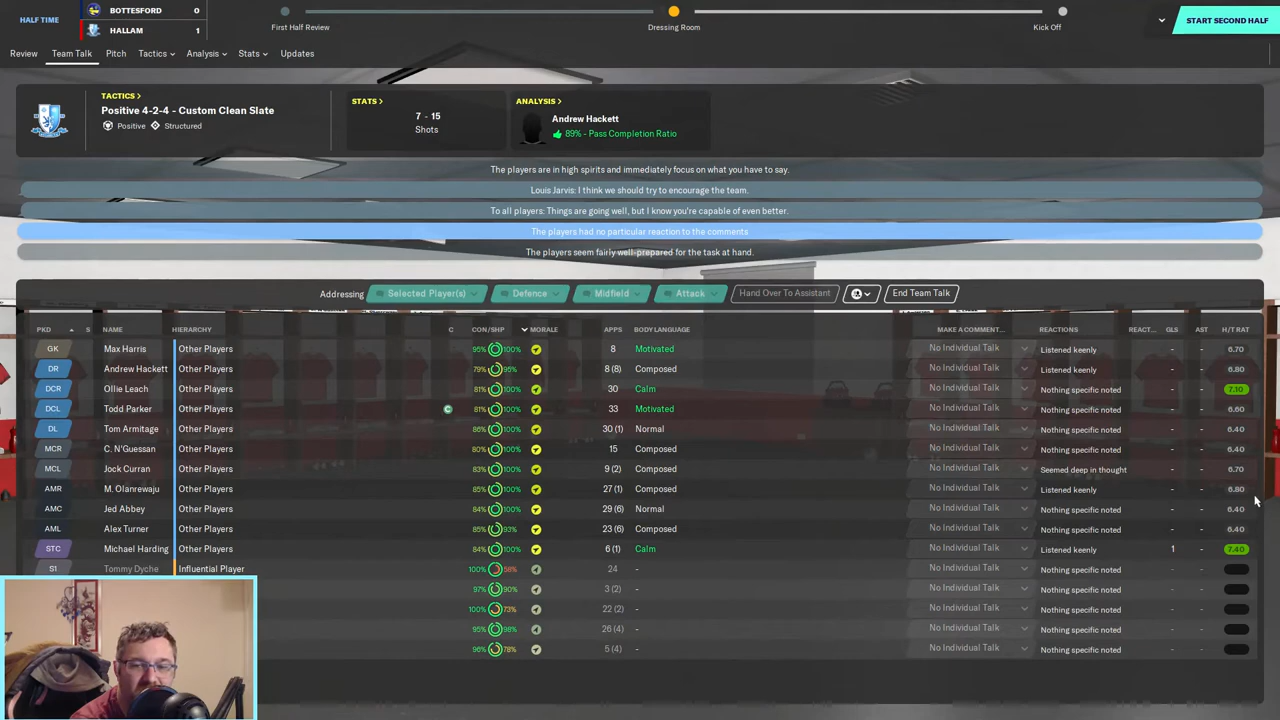 HALF TIME
BOTTESFORD 0
HALLAM 1
First Half Review
Dressing Room
Kick Off
START SECOND HALF
Review Team Talk Pitch Tactics Analysis Stats Updates
TACTICS >
Positive 4-2-4 - Custom Clean Slate
Positive Structured
STATS >
7 - 15
Shots
ANALYSIS >
Andrew Hackett
89% - Pass Completion Ratio
The players are in high spirits and immediately focus on what you have to say.
Louis Jarvis: I think we should try to encourage the team.
To all players: Things are going well, but I know you're capable of even better.
The players had no particular reaction to the comments
The players seem fairly well-prepared for the task at hand.
Addressing Selected Player(s) Defence Midfield Attack Hand Over To Assistant End Team Talk
PKD S NAME HIERARCHY C CON/SHP MORALE APPS BODY LANGUAGE MAKE A COMMENT... REACTIONS REACT... GLS AST H/T RAT
GK Max Harris Other Players 95% 100% 8 Motivated No Individual Talk Listened keenly - - 6.70
DR Andrew Hackett Other Players 79% 95% 8 (8) Composed No Individual Talk Listened keenly - - 6.80
DCR Ollie Leach Other Players 81% 100% 30 Calm No Individual Talk Nothing specific noted - - 7.10
DCL Todd Parker Other Players C 81% 100% 33 Motivated No Individual Talk Nothing specific noted - - 6.60
DL Tom Armitage Other Players 86% 100% 30 (1) Normal No Individual Talk Nothing specific noted - - 6.40
MCR C. N'Guessan Other Players 80% 100% 15 Composed No Individual Talk Nothing specific noted - - 6.40
MCL Jock Curran Other Players 83% 100% 9 (2) Composed No Individual Talk Seemed deep in thought - - 6.70
AMR M. Olanrewaju Other Players 85% 100% 27 (1) Composed No Individual Talk Listened keenly - - 6.80
AMC Jed Abbey Other Players 84% 100% 29 (6) Normal No Individual Talk Nothing specific noted - - 6.40
AML Alex Turner Other Players 85% 93% 23 (6) Composed No Individual Talk Nothing specific noted - - 6.40
STC Michael Harding Other Players 84% 100% 6 (1) Calm No Individual Talk Listened keenly 1 - 7.40
S1 Tommy Dyche Influential Player 100% 56% 24 - No Individual Talk Nothing specific noted - -
97% 90% 3 (2) - No Individual Talk Nothing specific noted - -
100% 73% 22 (2) - No Individual Talk Nothing specific noted - -
95% 98% 26 (4) - No Individual Talk Nothing specific noted - -
96% 78% 5 (4) - No Individual Talk Nothing specific noted - -